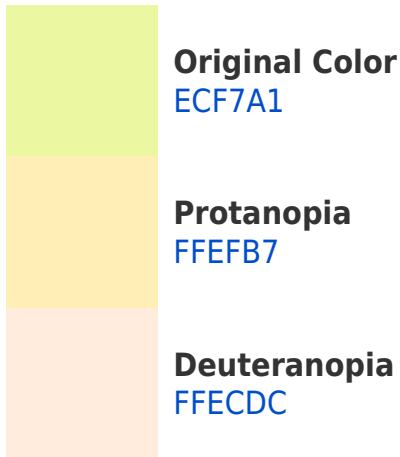 Original Color
ECF7A1
Protanopia
FFEFB7
Deuteranopia
FFECDC